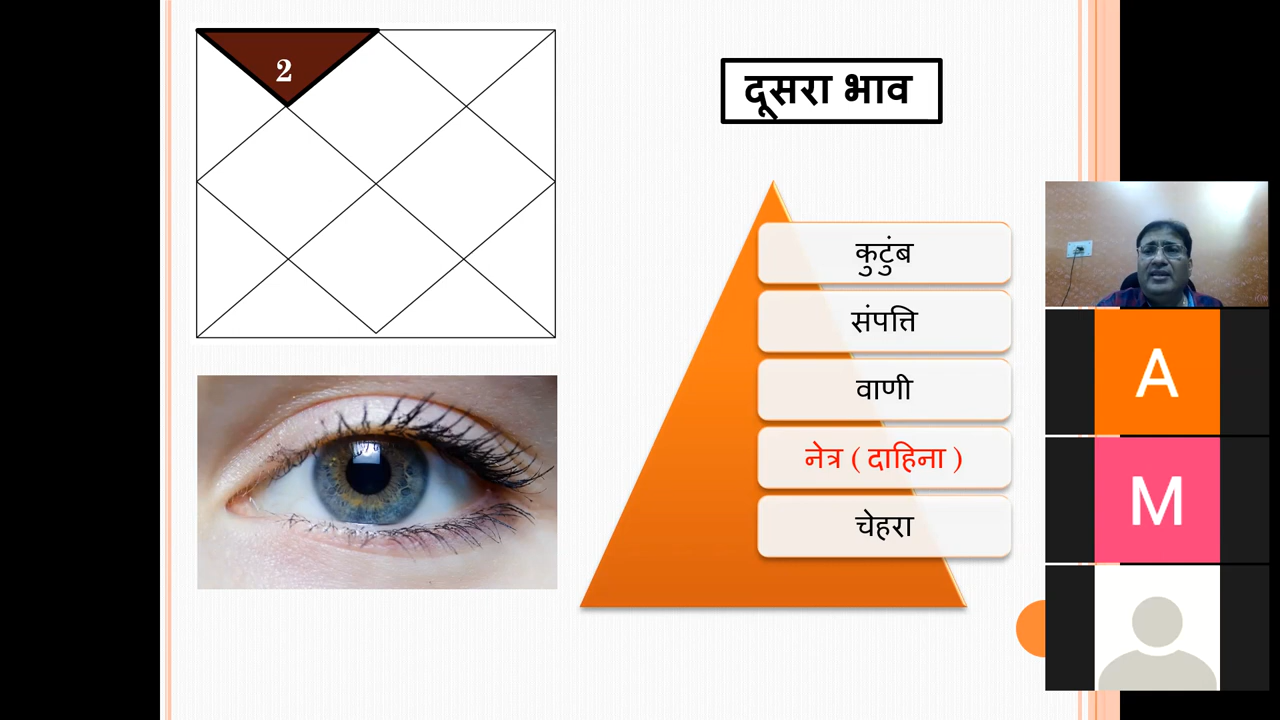 2
दूसरा भाव
कुटुंब
संपत्ति
वाणी
नेत्र ( दाहिना )
चेहरा
A
M